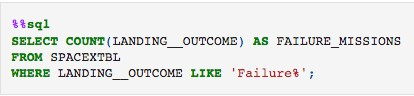 %%sql
SELECT COUNT(LANDING__OUTCOME) AS FAILURE_MISSIONS
FROM SPACEXTBL
WHERE LANDING__OUTCOME LIKE 'Failure%';